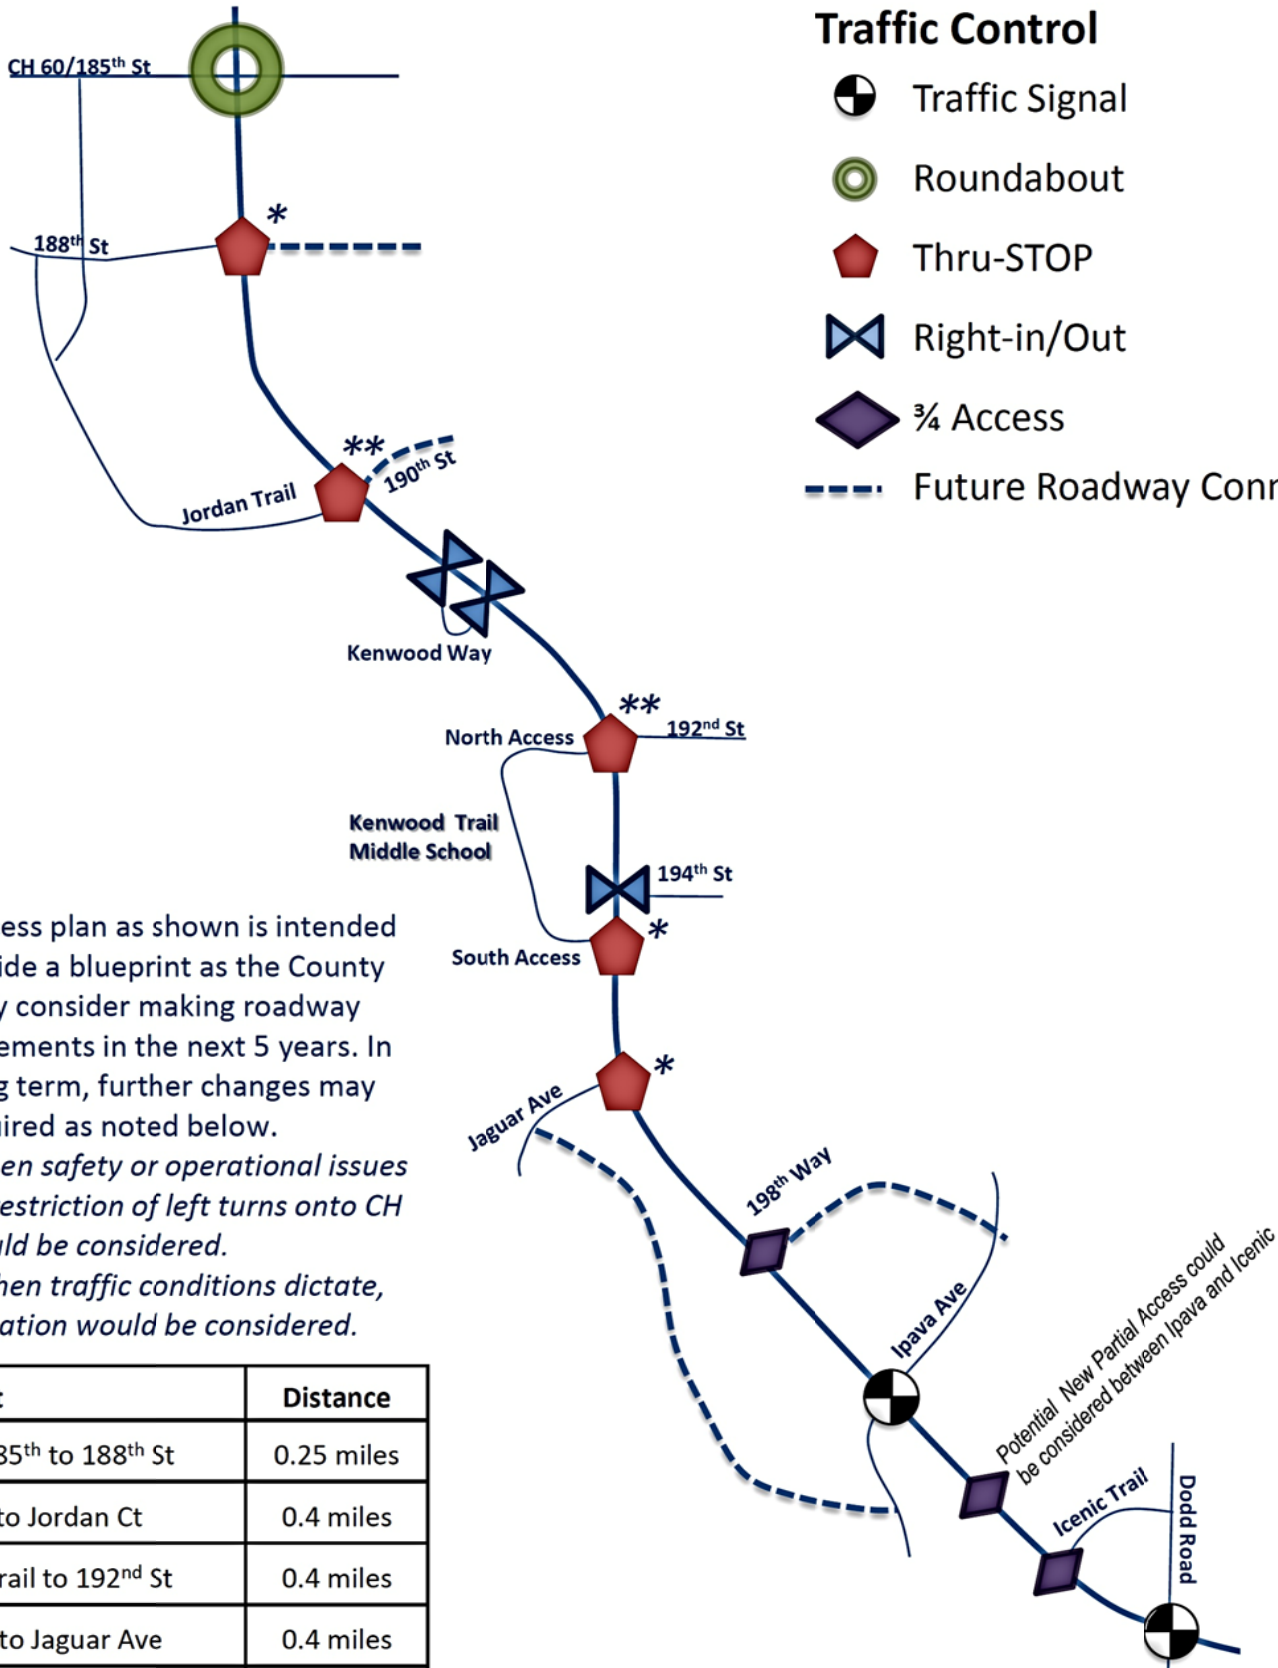 Traffic Control
Traffic Signal
Roundabout
Thru-STOP
Right-in/Out
¾ Access
Future Roadway Conn
CH 60/185th St
*
188th St
**
190th St
Jordan Trail
Kenwood Way
**
North Access
192nd St
Kenwood Trail
Middle School
194th St
*
South Access
*
Jaguar Ave
198th Way
Ipava Ave
Potential New Partial Access could
be considered between Ipava and Icenic
Icenic Trail
Dodd Road
ess plan as shown is intended
ide a blueprint as the County
y consider making roadway
ements in the next 5 years. In
g term, further changes may
uired as noted below.
en safety or operational issues
restriction of left turns onto CH
uld be considered.
hen traffic conditions dictate,
ation would be considered.
t Distance
85th to 188th St 0.25 miles
to Jordan Ct 0.4 miles
rail to 192nd St 0.4 miles
to Jaguar Ave 0.4 miles